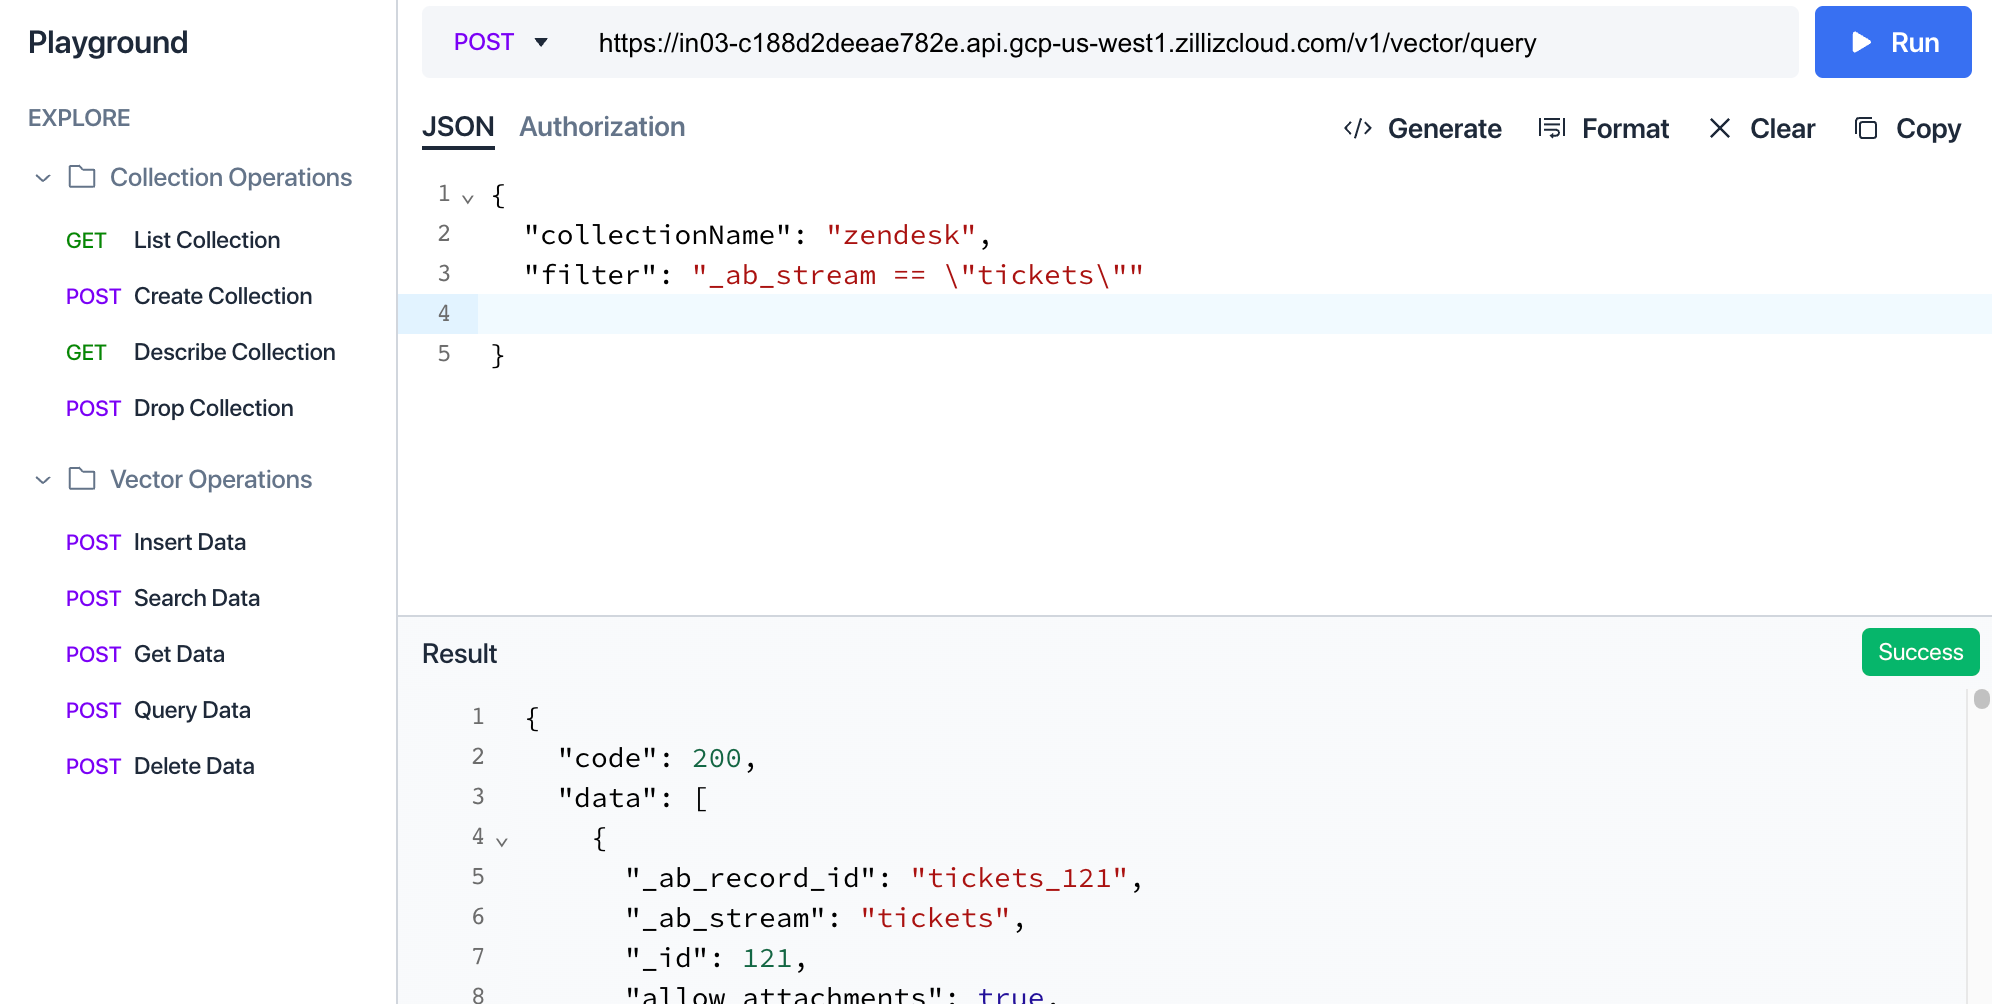 Playground
EXPLORE
Collection Operations
GET List Collection
POST Create Collection
GET Describe Collection
POST Drop Collection
Vector Operations
POST Insert Data
POST Search Data
POST Get Data
POST Query Data
POST Delete Data
POST https://in03-c188d2deeae782e.api.gcp-us-west1.zillizcloud.com/v1/vector/query Run
JSON Authorization </> Generate Format Clear Copy
1 {
2 "collectionName": "zendesk",
3 "filter": "_ab_stream == \"tickets\""
4
5 }
Result Success
1 {
2 "code": 200,
3 "data": [
4 {
5 "_ab_record_id": "tickets_121",
6 "_ab_stream": "tickets",
7 "_id": 121,
8 "allow_attachments": true,